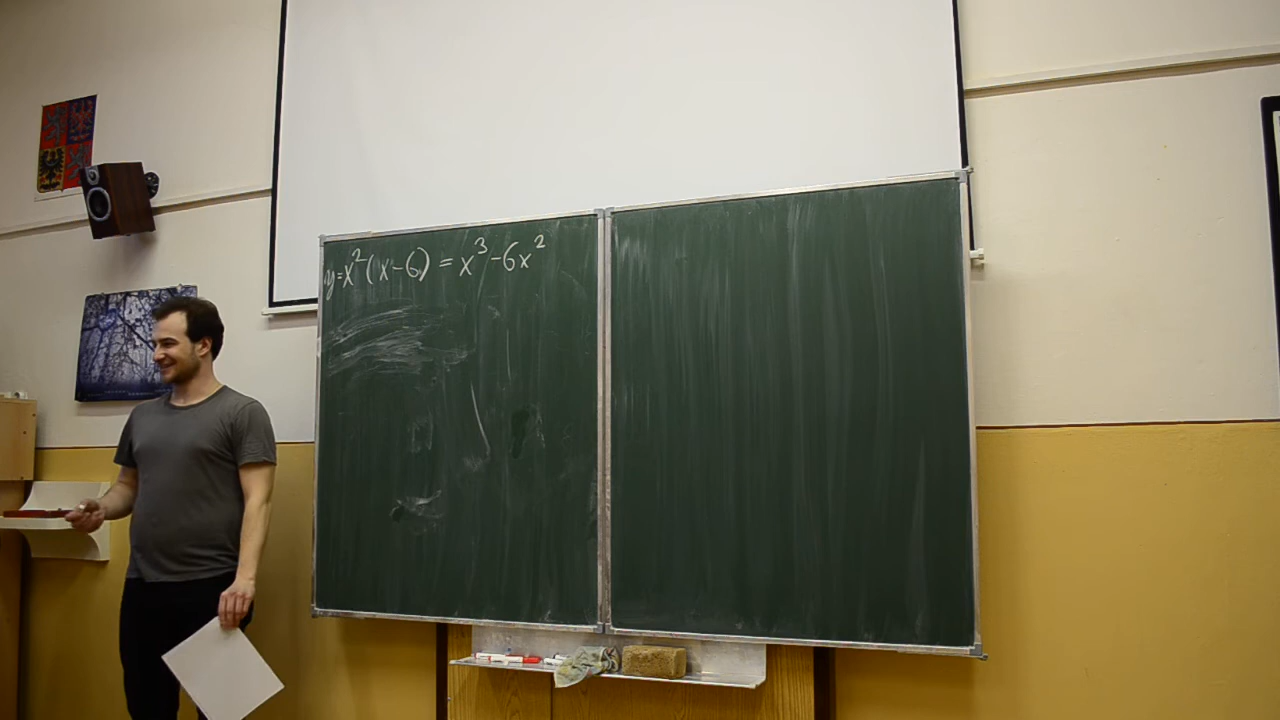 y=x²(x-6) = x³-6x²